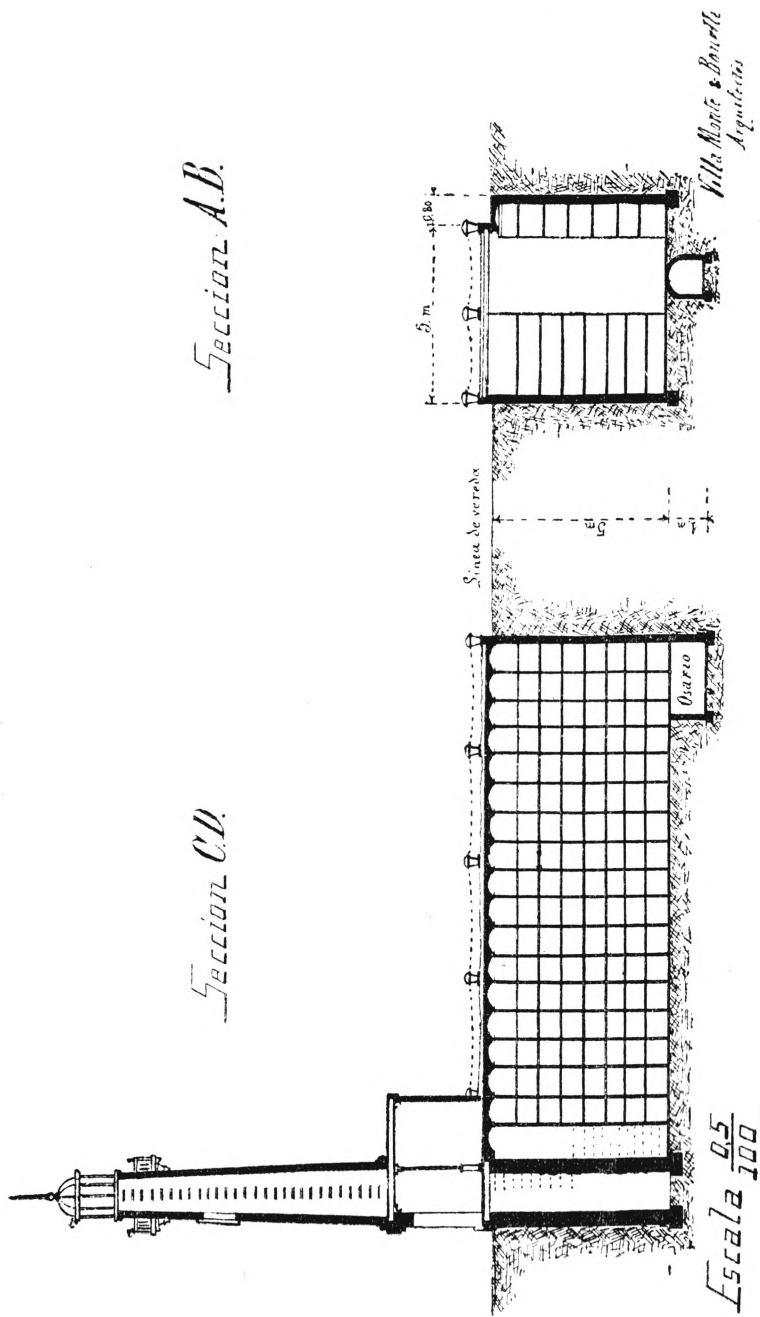 Seccion A.B.
5. m
0.80
Linea de vereda
5 m
1 m
Villa Monte & Bonetti
Arquitectos
Seccion C.D.
Osario
Escala 0,5
100